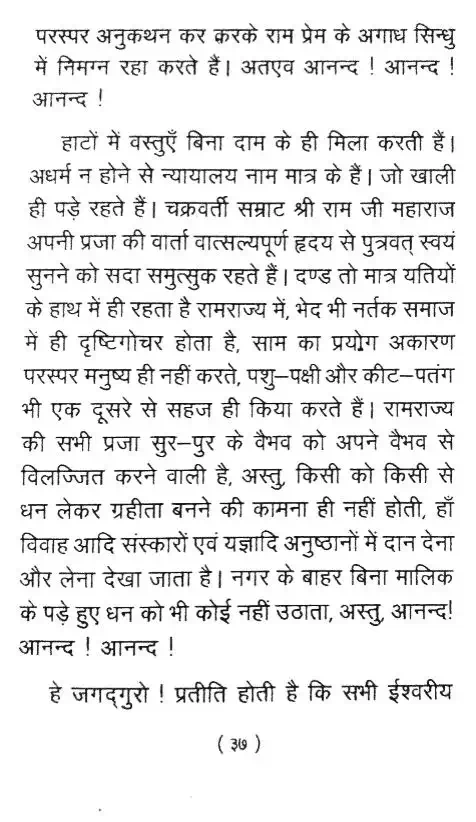 परस्पर अनुकथन कर करके राम प्रेम के अगाध सिन्धु
में निमग्न रहा करते हैं। अतएव आनन्द ! आनन्द !
आनन्द !
हाटों में वस्तुएँ बिना दाम के ही मिला करती हैं।
अधर्म न होने से न्यायालय नाम मात्र के हैं। जो खाली
ही पड़े रहते हैं। चक्रवर्ती सम्राट श्री राम जी महाराज
अपनी प्रजा की वार्ता वात्सल्यपूर्ण हृदय से पुत्रवत् स्वयं
सुनने को सदा समुत्सुक रहते हैं। दण्ड तो मात्र यतियों
के हाथ में ही रहता है रामराज्य में, भेद भी नर्तक समाज
में ही दृष्टिगोचर होता है, साम का प्रयोग अकारण
परस्पर मनुष्य ही नहीं करते, पशु–पक्षी और कीट–पतंग
भी एक दूसरे से सहज ही किया करते हैं। रामराज्य
की सभी प्रजा सुर–पुर के वैभव को अपने वैभव से
विलज्जित करने वाली है, अस्तु, किसी को किसी से
धन लेकर ग्रहीता बनने की कामना ही नहीं होती, हाँ
विवाह आदि संस्कारों एवं यज्ञादि अनुष्ठानों में दान देना
और लेना देखा जाता है। नगर के बाहर बिना मालिक
के पड़े हुए धन को भी कोई नहीं उठाता, अस्तु, आनन्द!
आनन्द ! आनन्द !
हे जगद्गुरो ! प्रतीति होती है कि सभी ईश्वरीय
( ३७ )